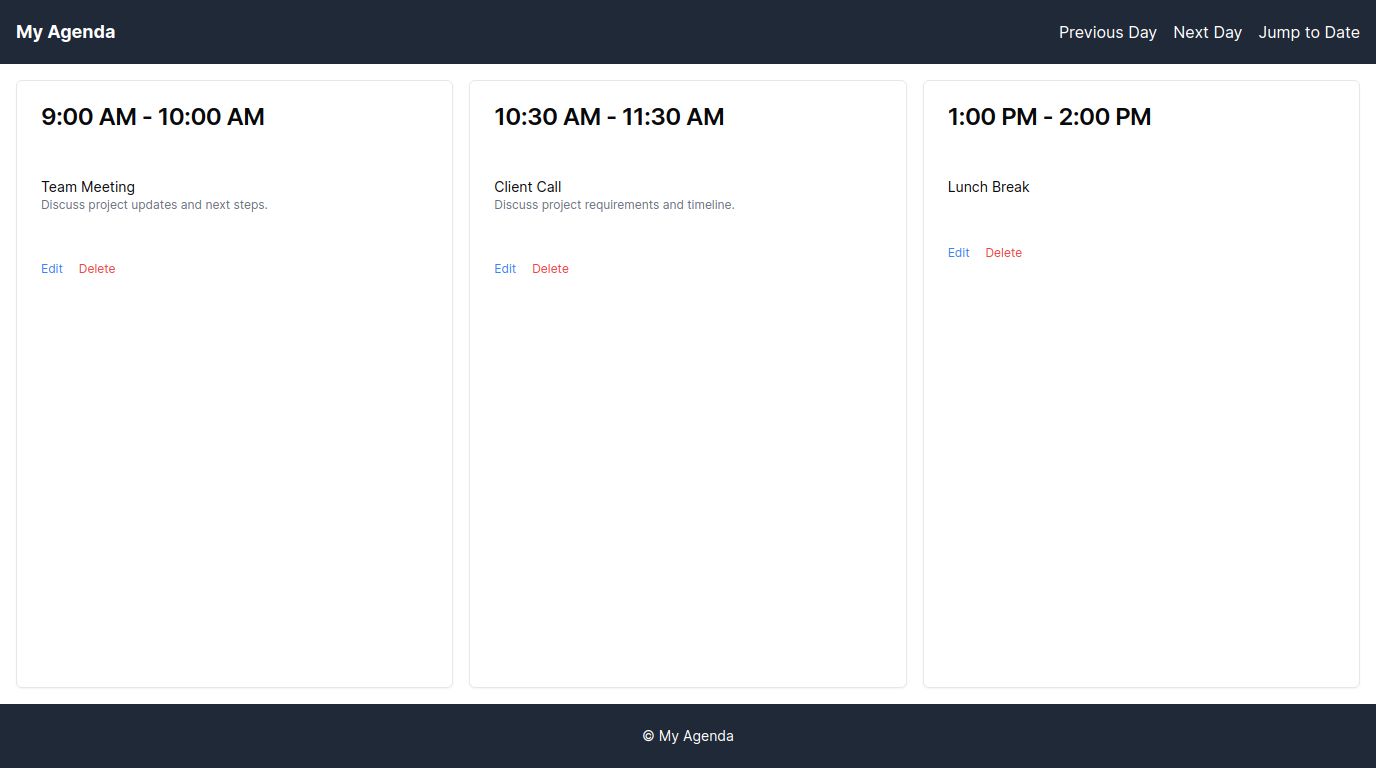 My Agenda
Previous Day Next Day Jump to Date
9:00 AM - 10:00 AM
Team Meeting
Discuss project updates and next steps.
Edit Delete
10:30 AM - 11:30 AM
Client Call
Discuss project requirements and timeline.
Edit Delete
1:00 PM - 2:00 PM
Lunch Break
Edit Delete
© My Agenda